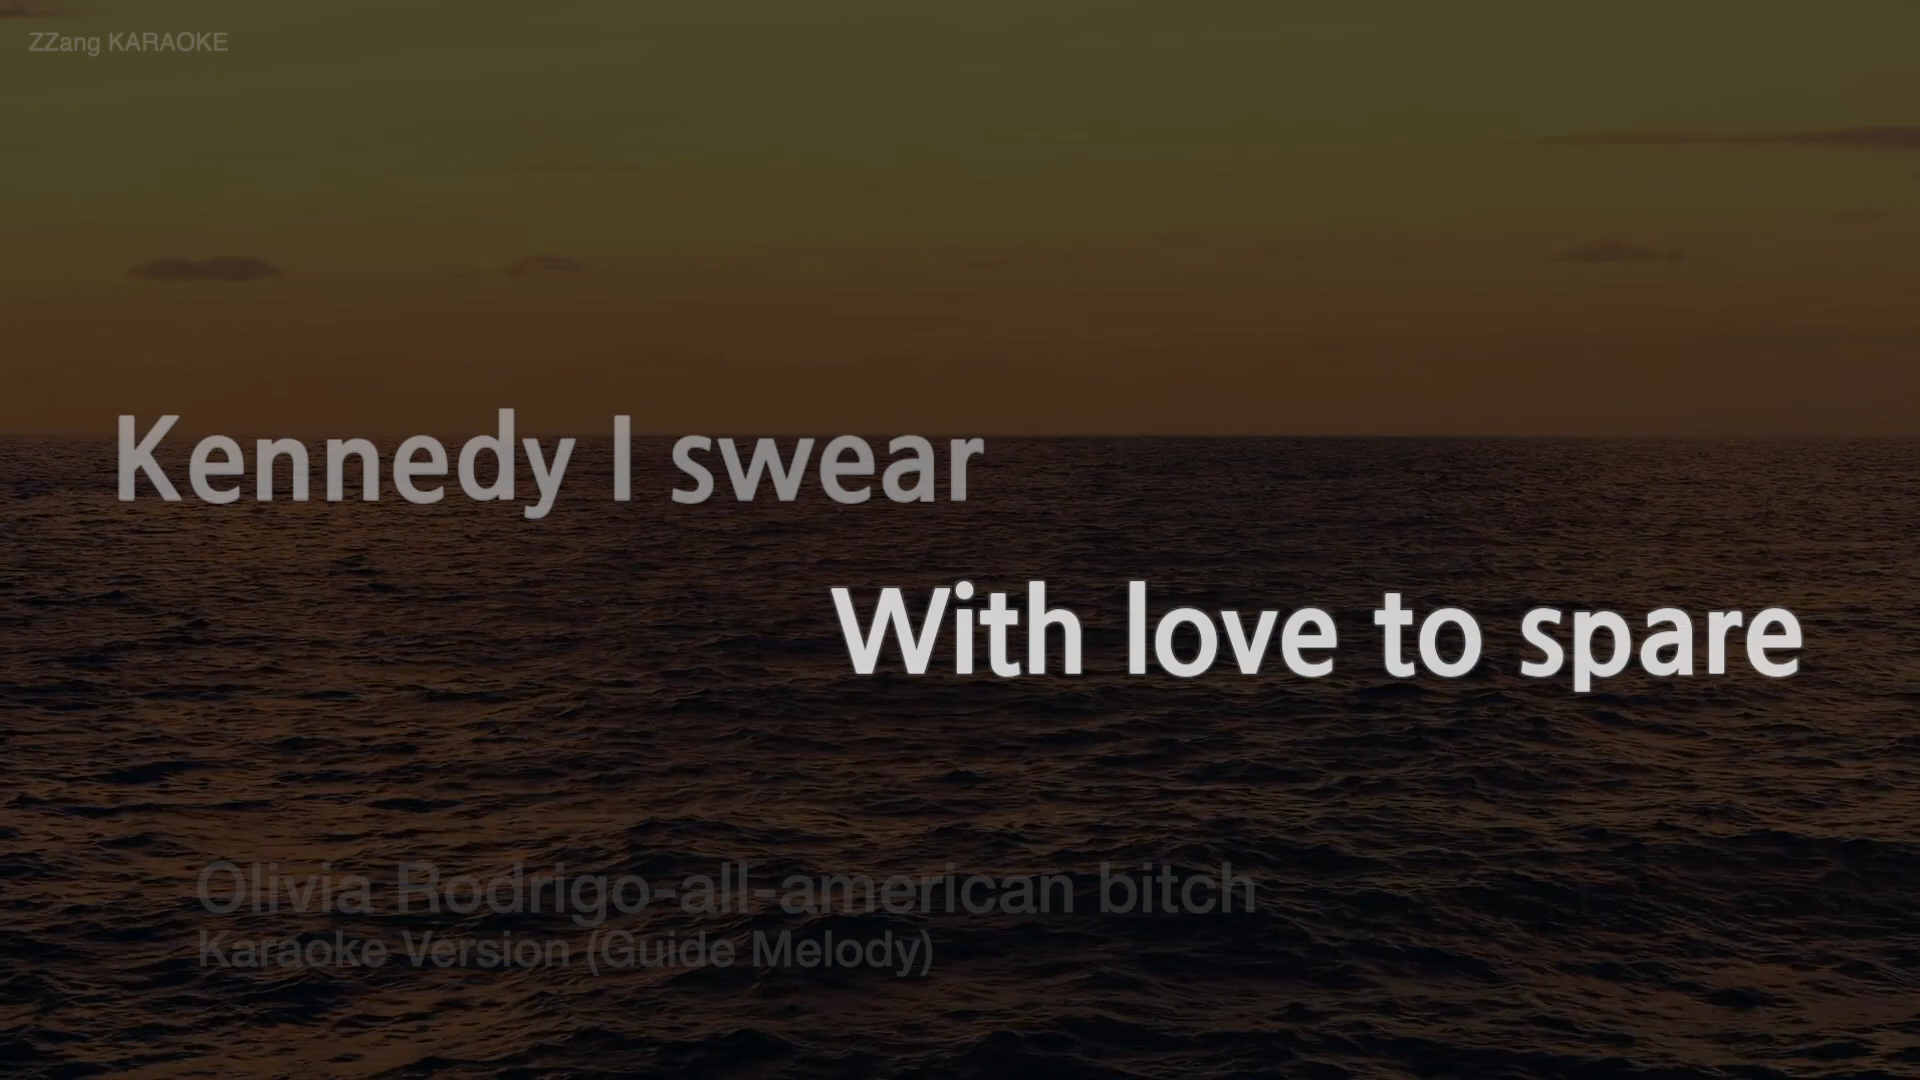 ZZang KARAOKE
Kennedy I swear
With love to spare
Olivia Rodrigo-all-american bitch
Karaoke Version (Guide Melody)